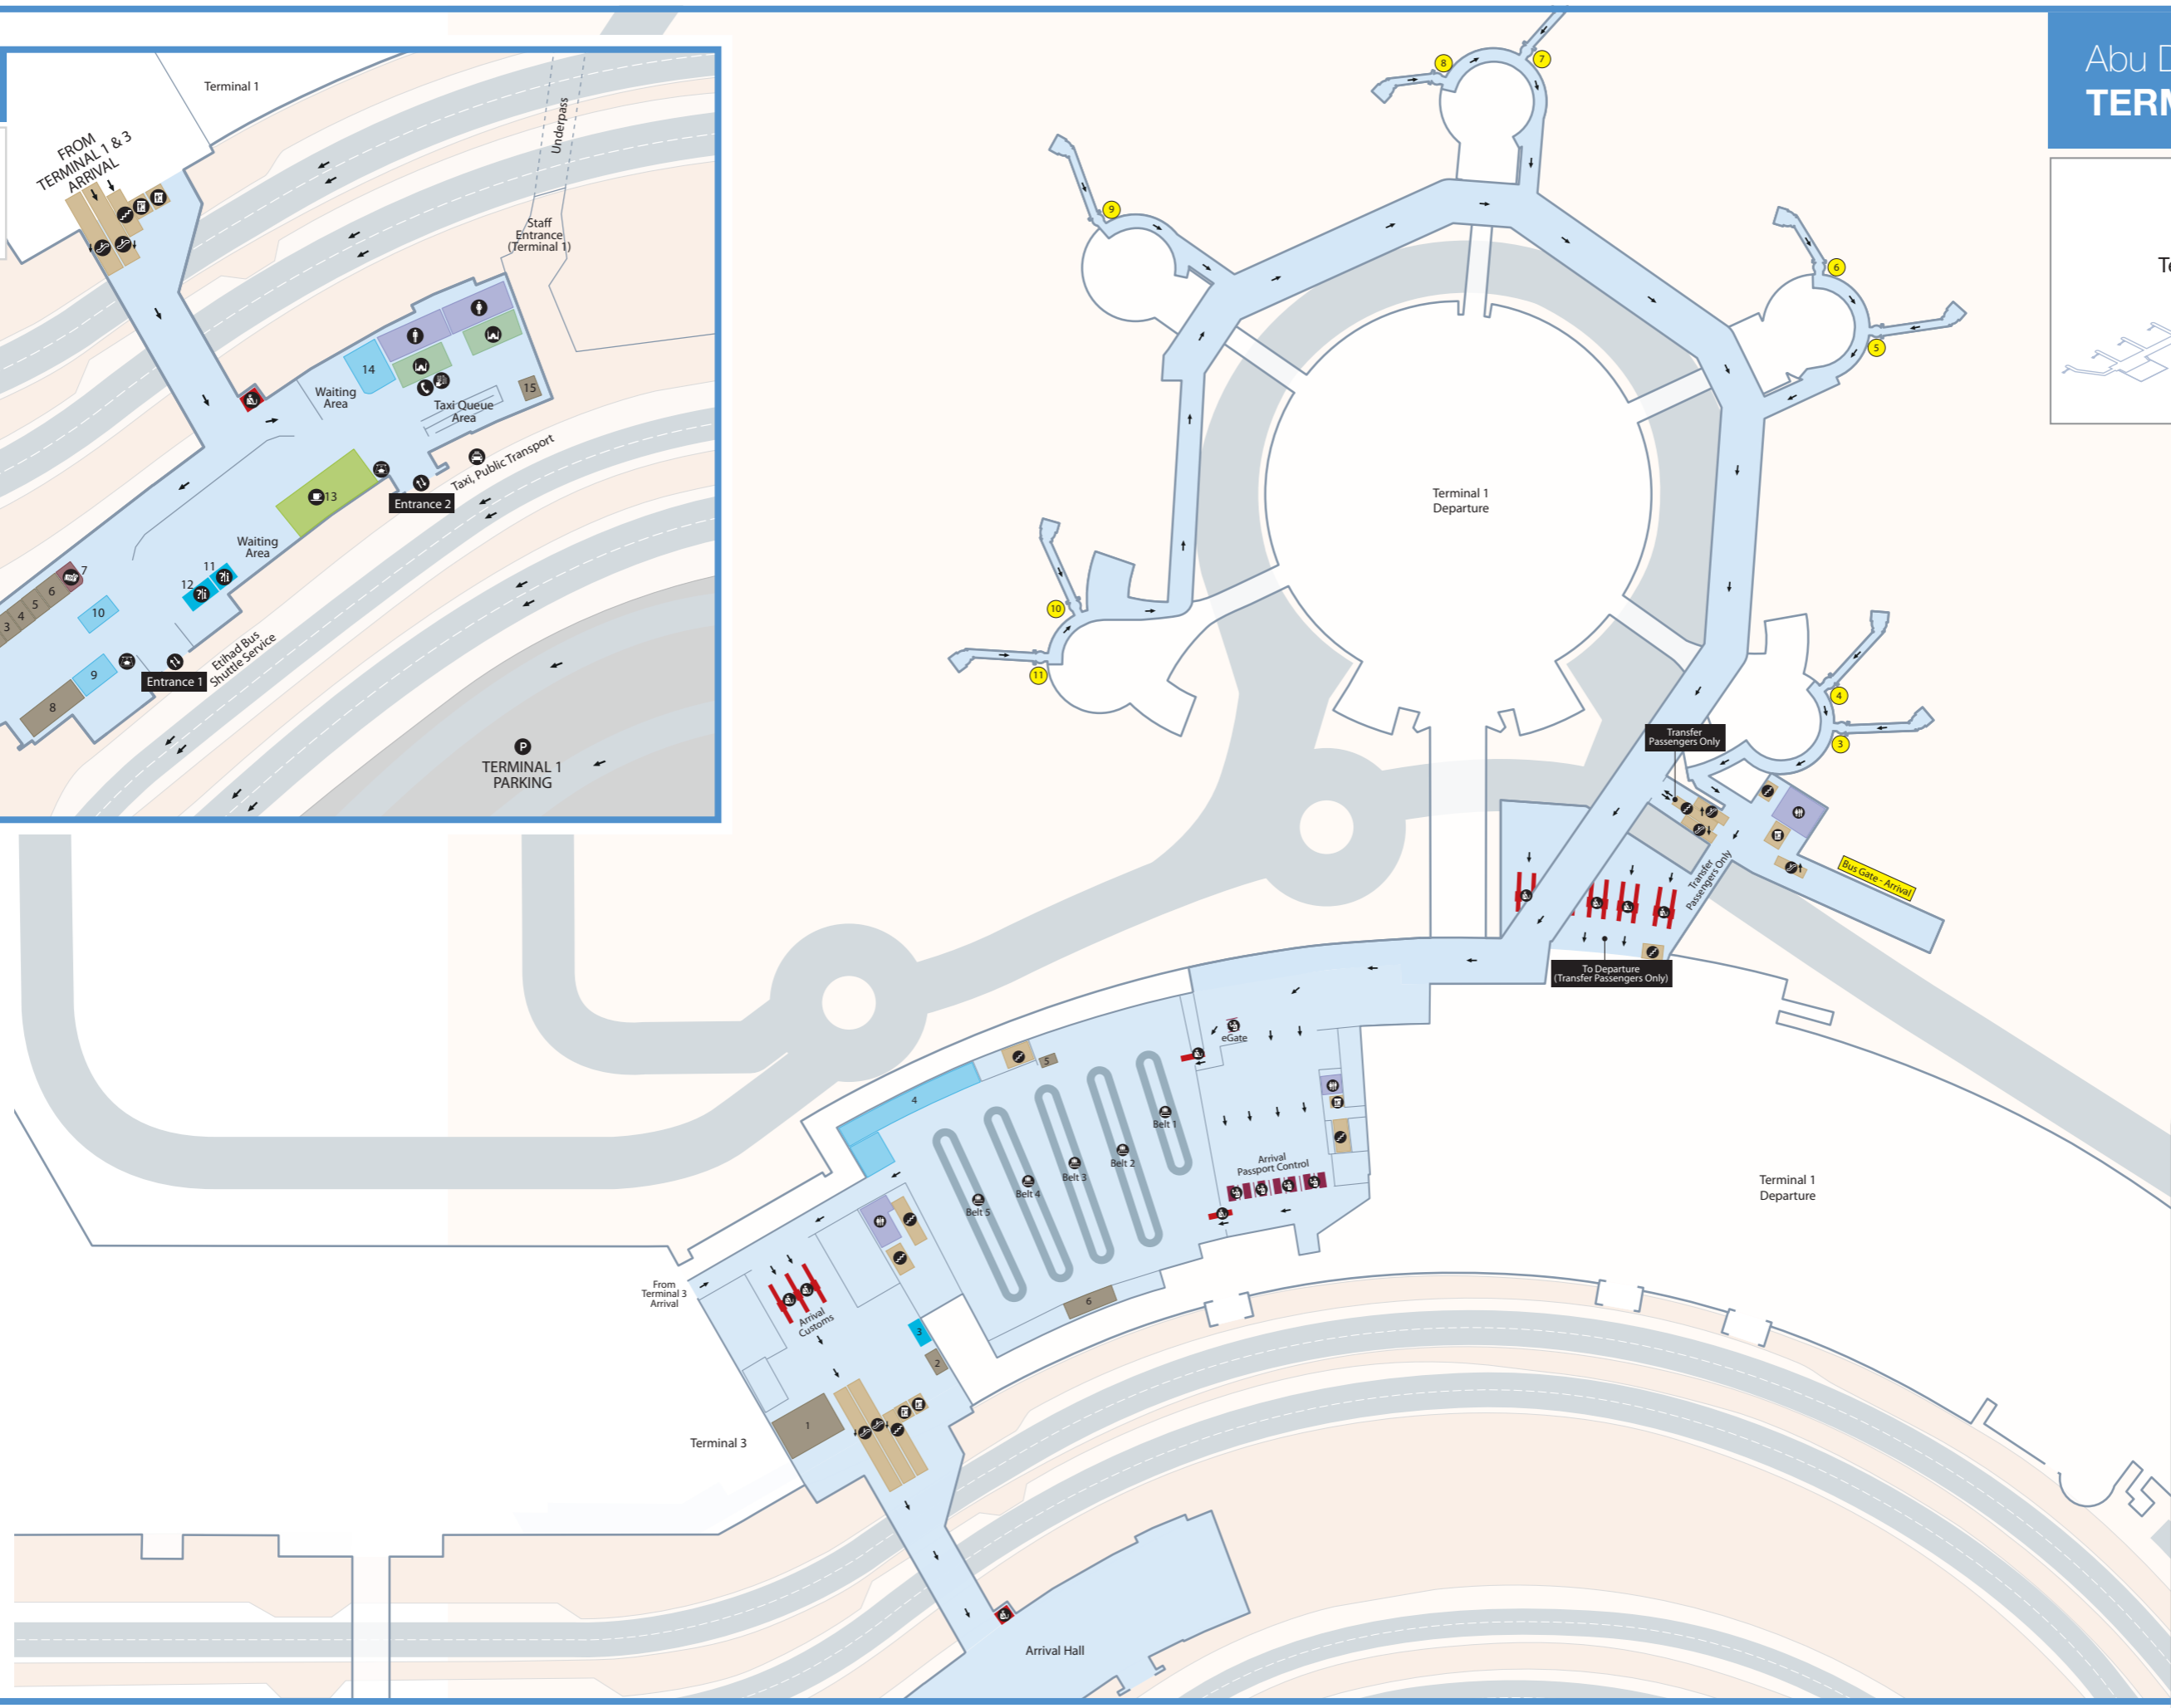 Abu D
TERM
Te
Terminal 1
FROM
TERMINAL 1 & 3
ARRIVAL
Underpass
Staff
Entrance
(Terminal 1)
14
Waiting
Area
Taxi Queue
Area
15
Taxi, Public Transport
Entrance 2
13
Waiting
Area
11
12
7
6
5
4
3
10
9
8
Entrance 1
Etihad Bus
Shuttle Service
P
TERMINAL 1
PARKING
8
7
9
6
5
10
11
4
3
Terminal 1
Departure
Transfer
Passengers Only
Transfer
Passengers Only
Bus Gate - Arrival
To Departure
(Transfer Passengers Only)
eGate
5
4
Belt 1
Belt 2
Belt 3
Belt 4
Belt 5
Arrival
Passport Control
Terminal 1
Departure
From
Terminal 3
Arrival
Arrival
Customs
6
3
2
1
Terminal 3
Arrival Hall